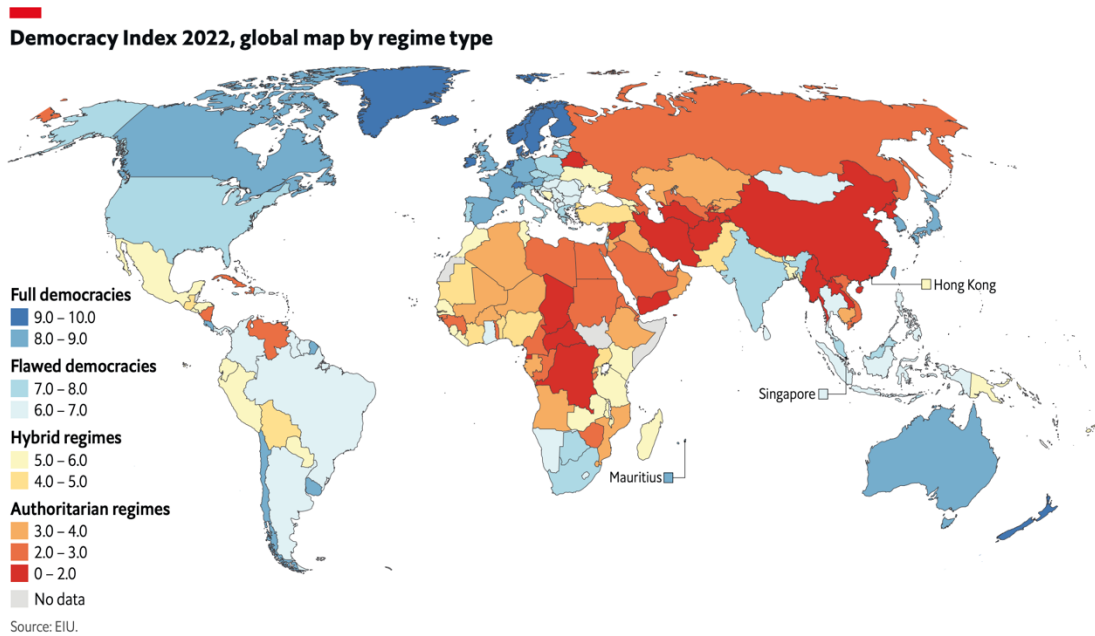 Democracy Index 2022, global map by regime type
Full democracies
9.0 – 10.0
8.0 – 9.0
Flawed democracies
7.0 – 8.0
6.0 – 7.0
Hybrid regimes
5.0 – 6.0
4.0 – 5.0
Authoritarian regimes
3.0 – 4.0
2.0 – 3.0
0 – 2.0
No data
Hong Kong
Singapore
Mauritius
Source: EIU.